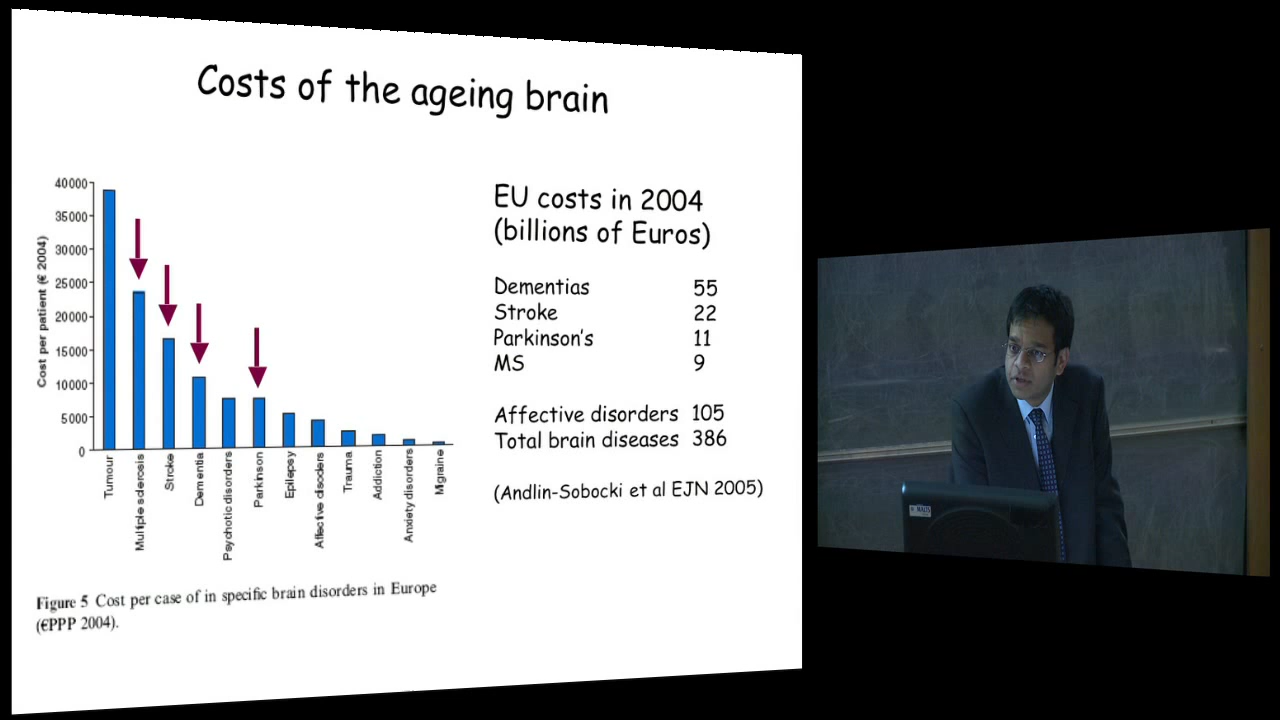 Costs of the ageing brain
40000
35000
30000
25000
20000
15000
10000
5000
0
Cost per patient (€ 2004)
Tumour
Multiple sclerosis
Stroke
Dementia
Psychotic disorders
Parkinson
Epilepsy
Affective disoders
Trauma
Addiction
Anxiety disorders
Migraine
Figure 5 Cost per case of in specific brain disorders in Europe
(€PPP 2004).
EU costs in 2004
(billions of Euros)
Dementias 55
Stroke 22
Parkinson's 11
MS 9
Affective disorders 105
Total brain diseases 386
(Andlin-Sobocki et al EJN 2005)